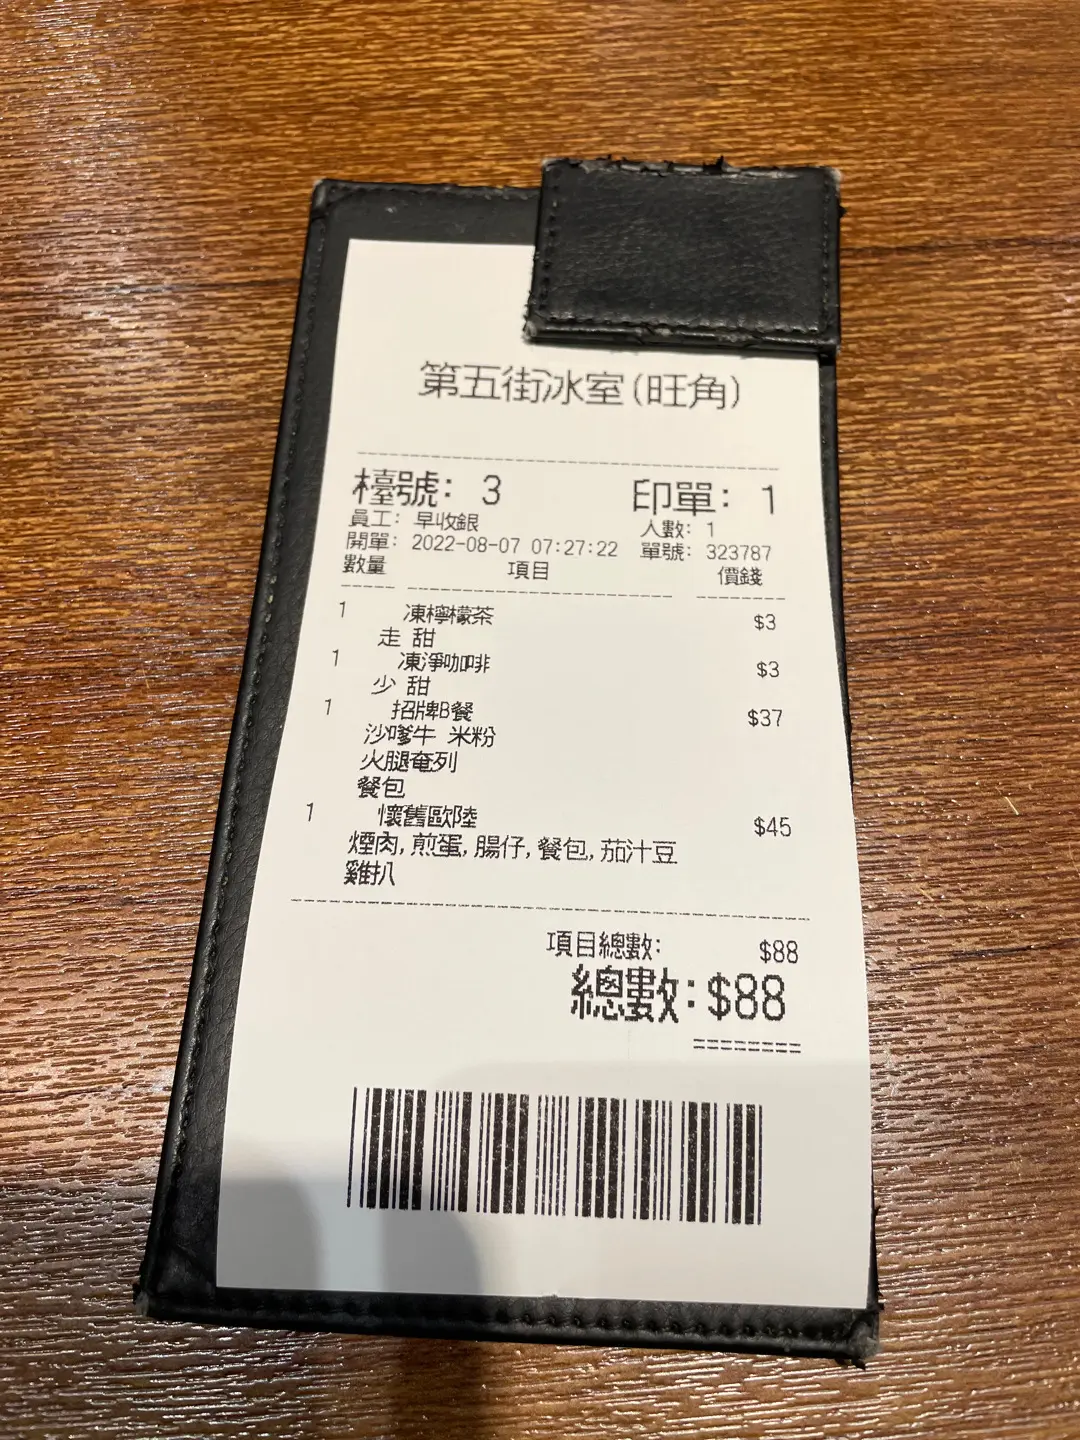 第五街冰室(旺角)
檯號: 3 印單: 1
員工: 早收銀 人數: 1
開單: 2022-08-07 07:27:22 單號: 323787
數量 項目 價錢
1 凍檸檬茶 $3
走 甜
1 凍淨咖啡 $3
少 甜
1 招牌B餐 $37
沙嗲牛 米粉
火腿奄列
餐包
1 懷舊歐陸 $45
煙肉, 煎蛋, 腸仔, 餐包, 茄汁豆
雞扒
項目總數: $88
總數: $88